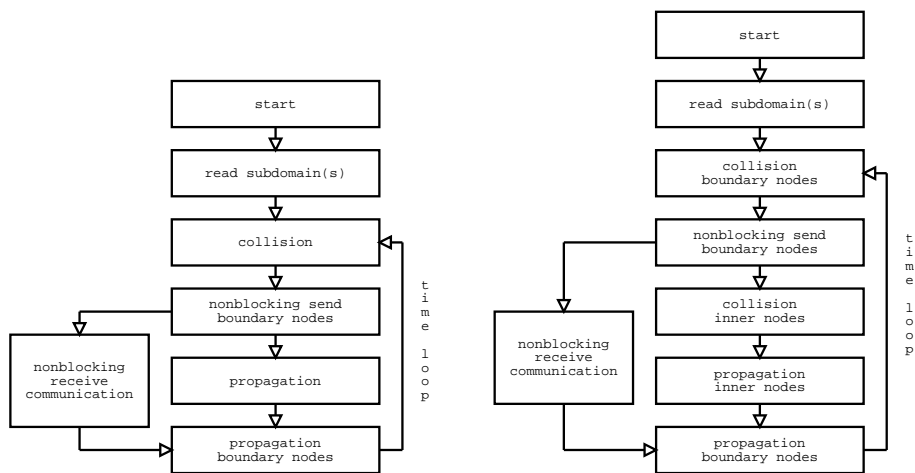 start
read subdomain(s)
collision
nonblocking send
boundary nodes
nonblocking
receive
communication
propagation
propagation
boundary nodes
time loop
start
read subdomain(s)
collision
boundary nodes
nonblocking send
boundary nodes
collision
inner nodes
nonblocking
receive
communication
propagation
inner nodes
propagation
boundary nodes
time loop